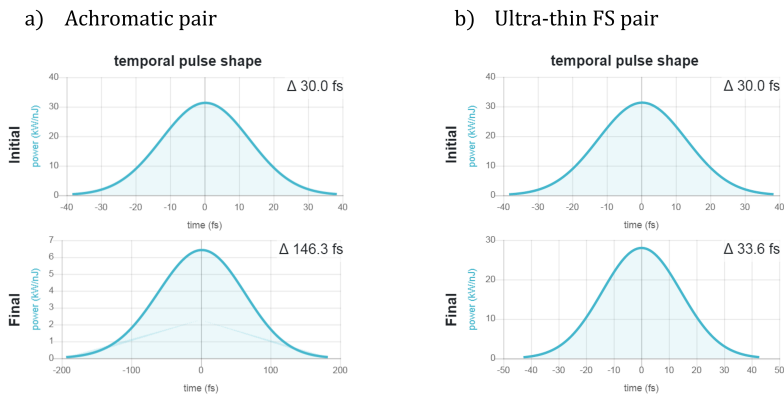 a) Achromatic pair
temporal pulse shape
Δ 30.0 fs
Initial
power (kW/nJ)
40
30
20
10
0
-40 -30 -20 -10 0 10 20 30 40
time (fs)
Δ 146.3 fs
Final
power (kW/nJ)
7
6
5
4
3
2
1
0
-200 -100 0 100 200
time (fs)
b) Ultra-thin FS pair
temporal pulse shape
Δ 30.0 fs
Initial
power (kW/nJ)
40
30
20
10
0
-40 -30 -20 -10 0 10 20 30 40
time (fs)
Δ 33.6 fs
Final
power (kW/nJ)
30
20
10
0
-50 -40 -30 -20 -10 0 10 20 30 40 50
time (fs)